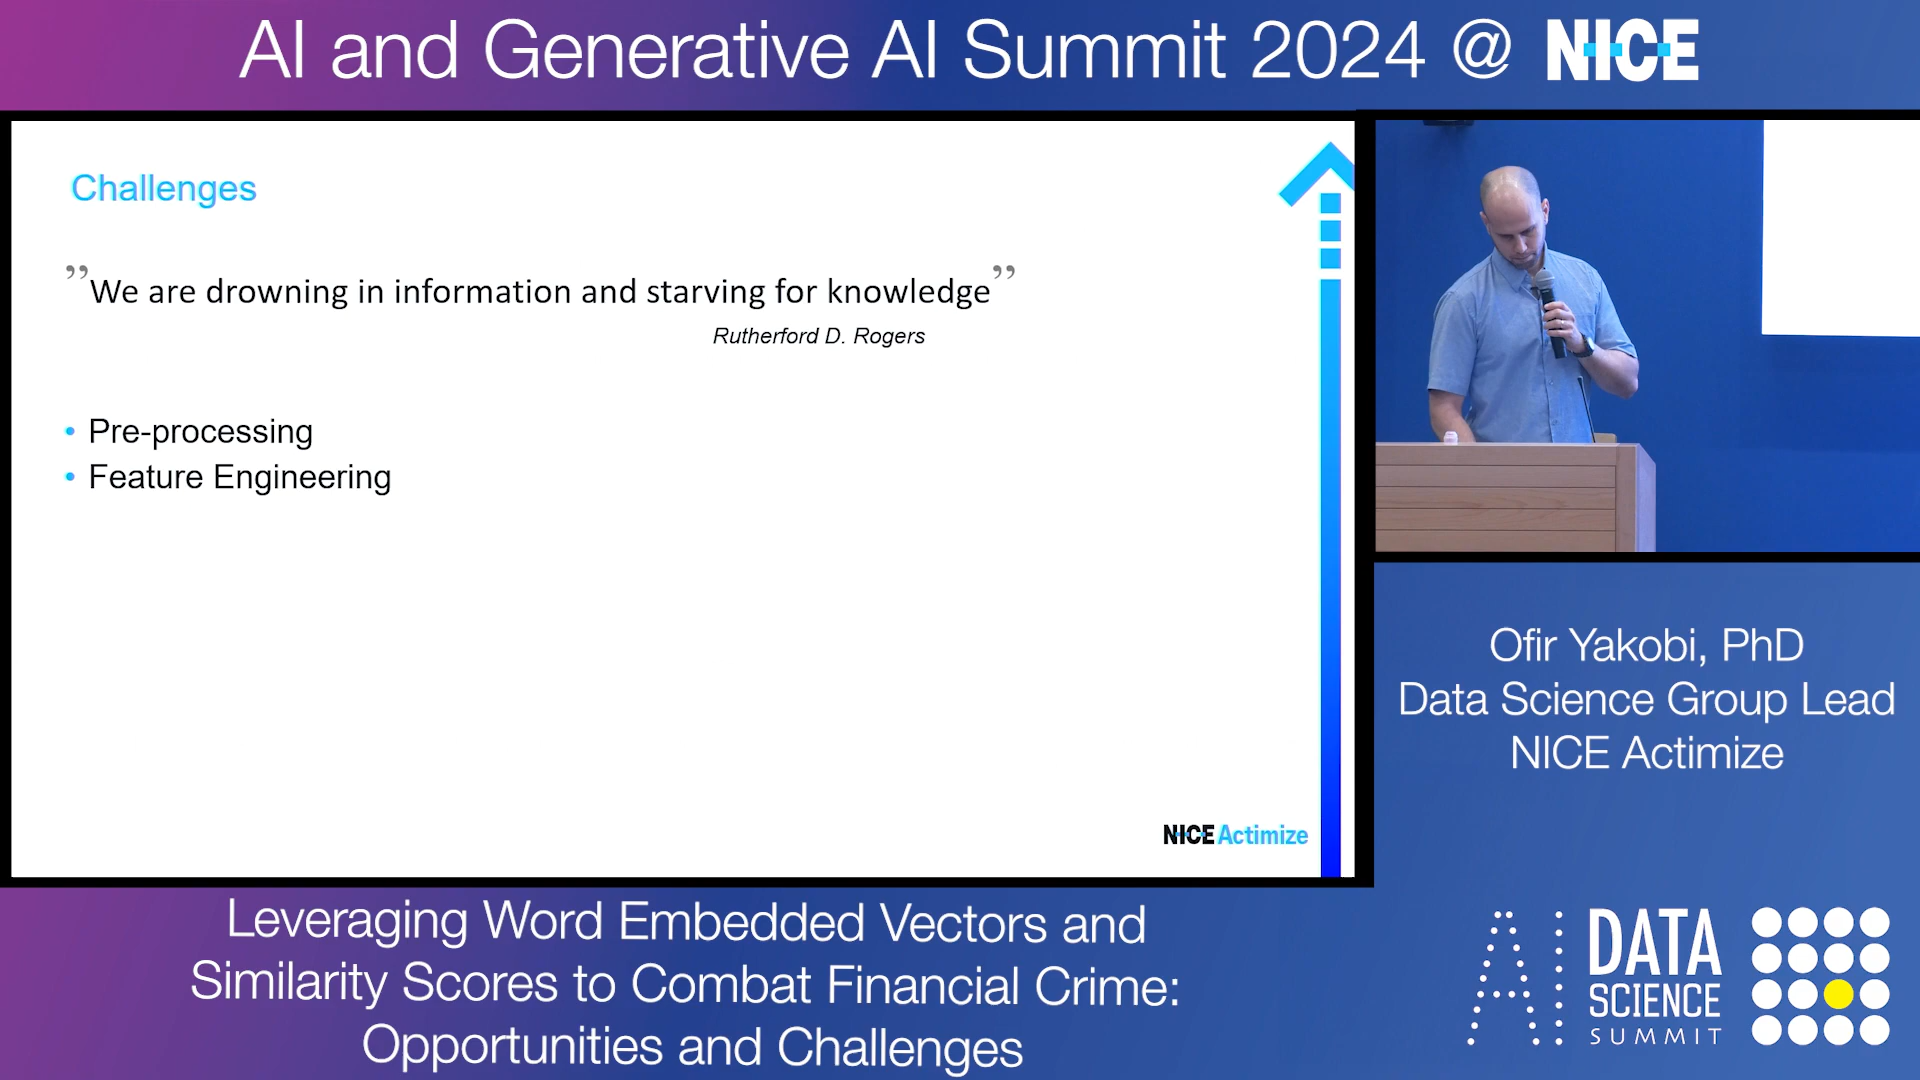 AI and Generative AI Summit 2024 @ NICE
Challenges
”We are drowning in information and starving for knowledge”
Rutherford D. Rogers
• Pre-processing
• Feature Engineering
NICE Actimize
Ofir Yakobi, PhD
Data Science Group Lead
NICE Actimize
Leveraging Word Embedded Vectors and
Similarity Scores to Combat Financial Crime:
Opportunities and Challenges
AI
DATA
SCIENCE
SUMMIT